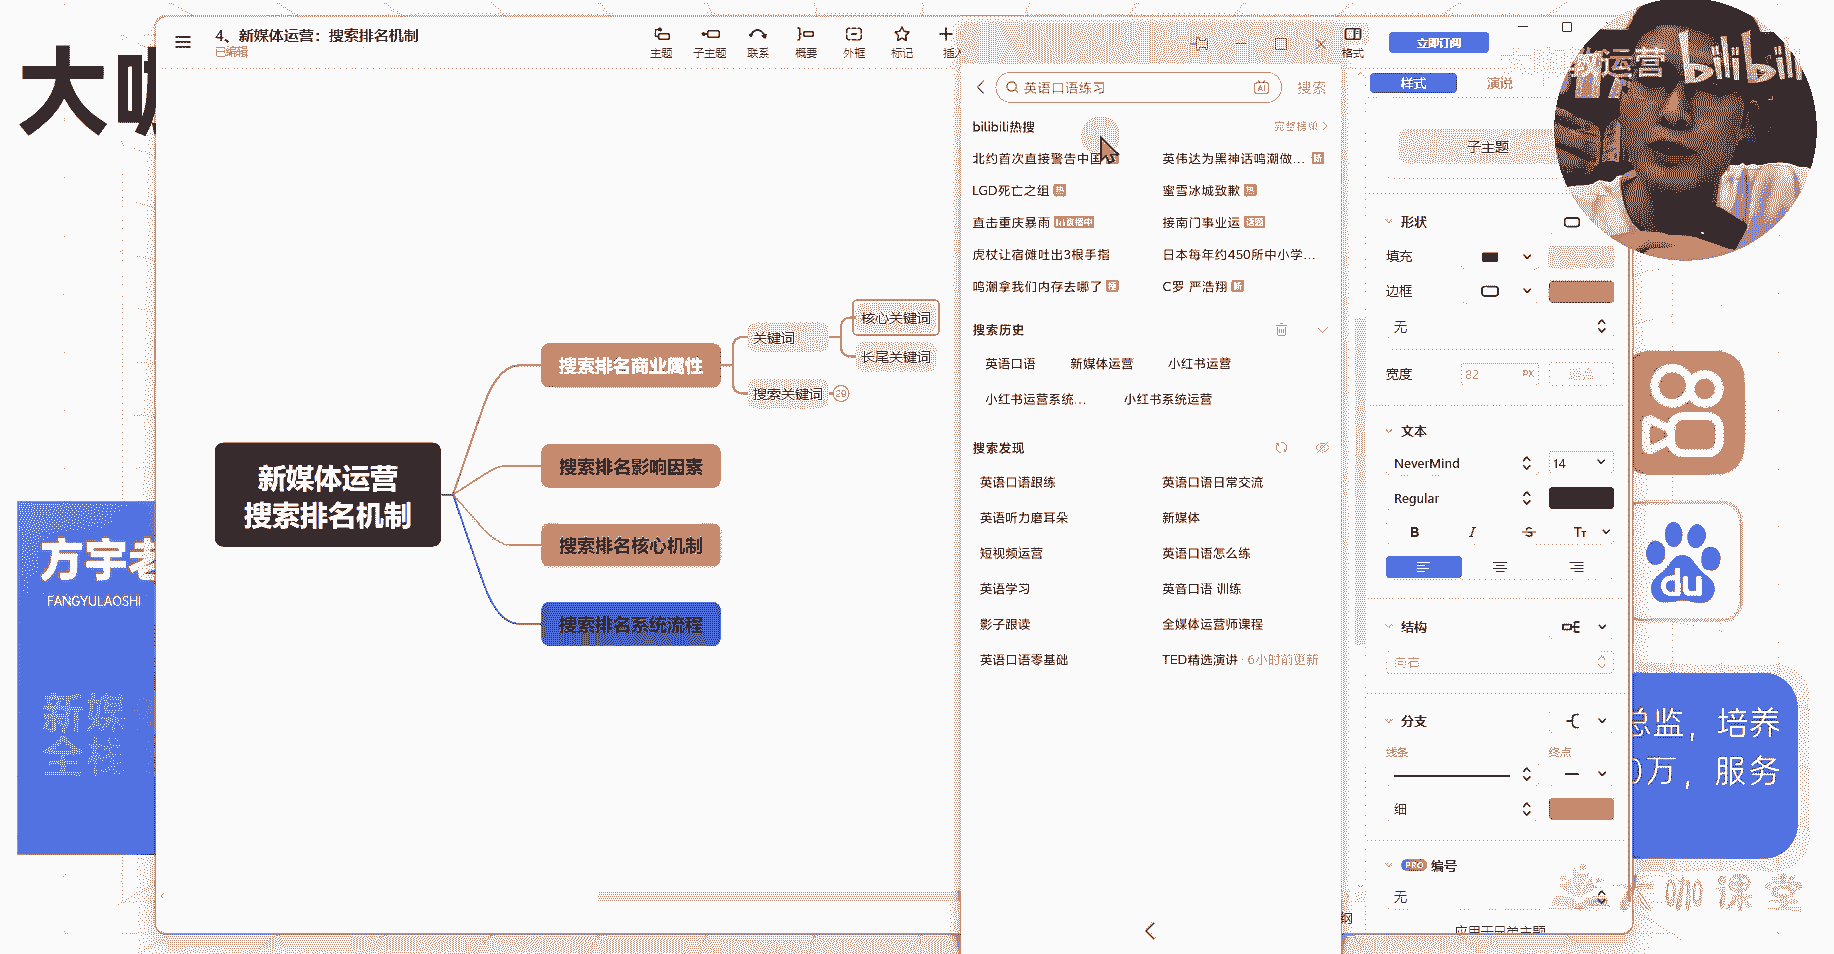 4、新媒体运营：搜索排名机制
已编辑
主题
子主题
联系
概要
外框
标记
格式
立即订阅
教运营
bilibili
方宇老
FANGYULAOSHI
新媒
全栈
新媒体运营
搜索排名机制
搜索排名商业属性
关键词
核心关键词
长尾关键词
搜索关键词
29
搜索排名影响因素
搜索排名核心机制
搜索排名系统流程
英语口语练习
搜索
bilibili热搜
完整榜单
北约首次直接警告中国
英伟达为黑神话鸣潮做... 新
LGD死亡之组 热
蜜雪冰城致歉 热
直击重庆暴雨 直播中
接南门事业运 话题
虎杖让宿傩吐出3根手指
日本每年约450所中小学...
鸣潮拿我们内存去哪了
C罗 严浩翔 新
搜索历史
英语口语
新媒体运营
小红书运营
小红书运营系统...
小红书系统运营
搜索发现
英语口语跟练
英语口语日常交流
英语听力磨耳朵
新媒体
短视频运营
英语口语怎么练
英语学习
英音口语 训练
影子跟读
全媒体运营师课程
英语口语零基础
TED精选演讲 · 6小时前更新
样式
演说
子主题
形状
填充
边框
无
宽度
82
px
文本
NeverMind
14
Regular
B
I
S
Tт
结构
向右
分支
线条
终点
细
PRO 编号
无
应用于兄弟主题
du
总监，培养
0万，服务
大咖课堂